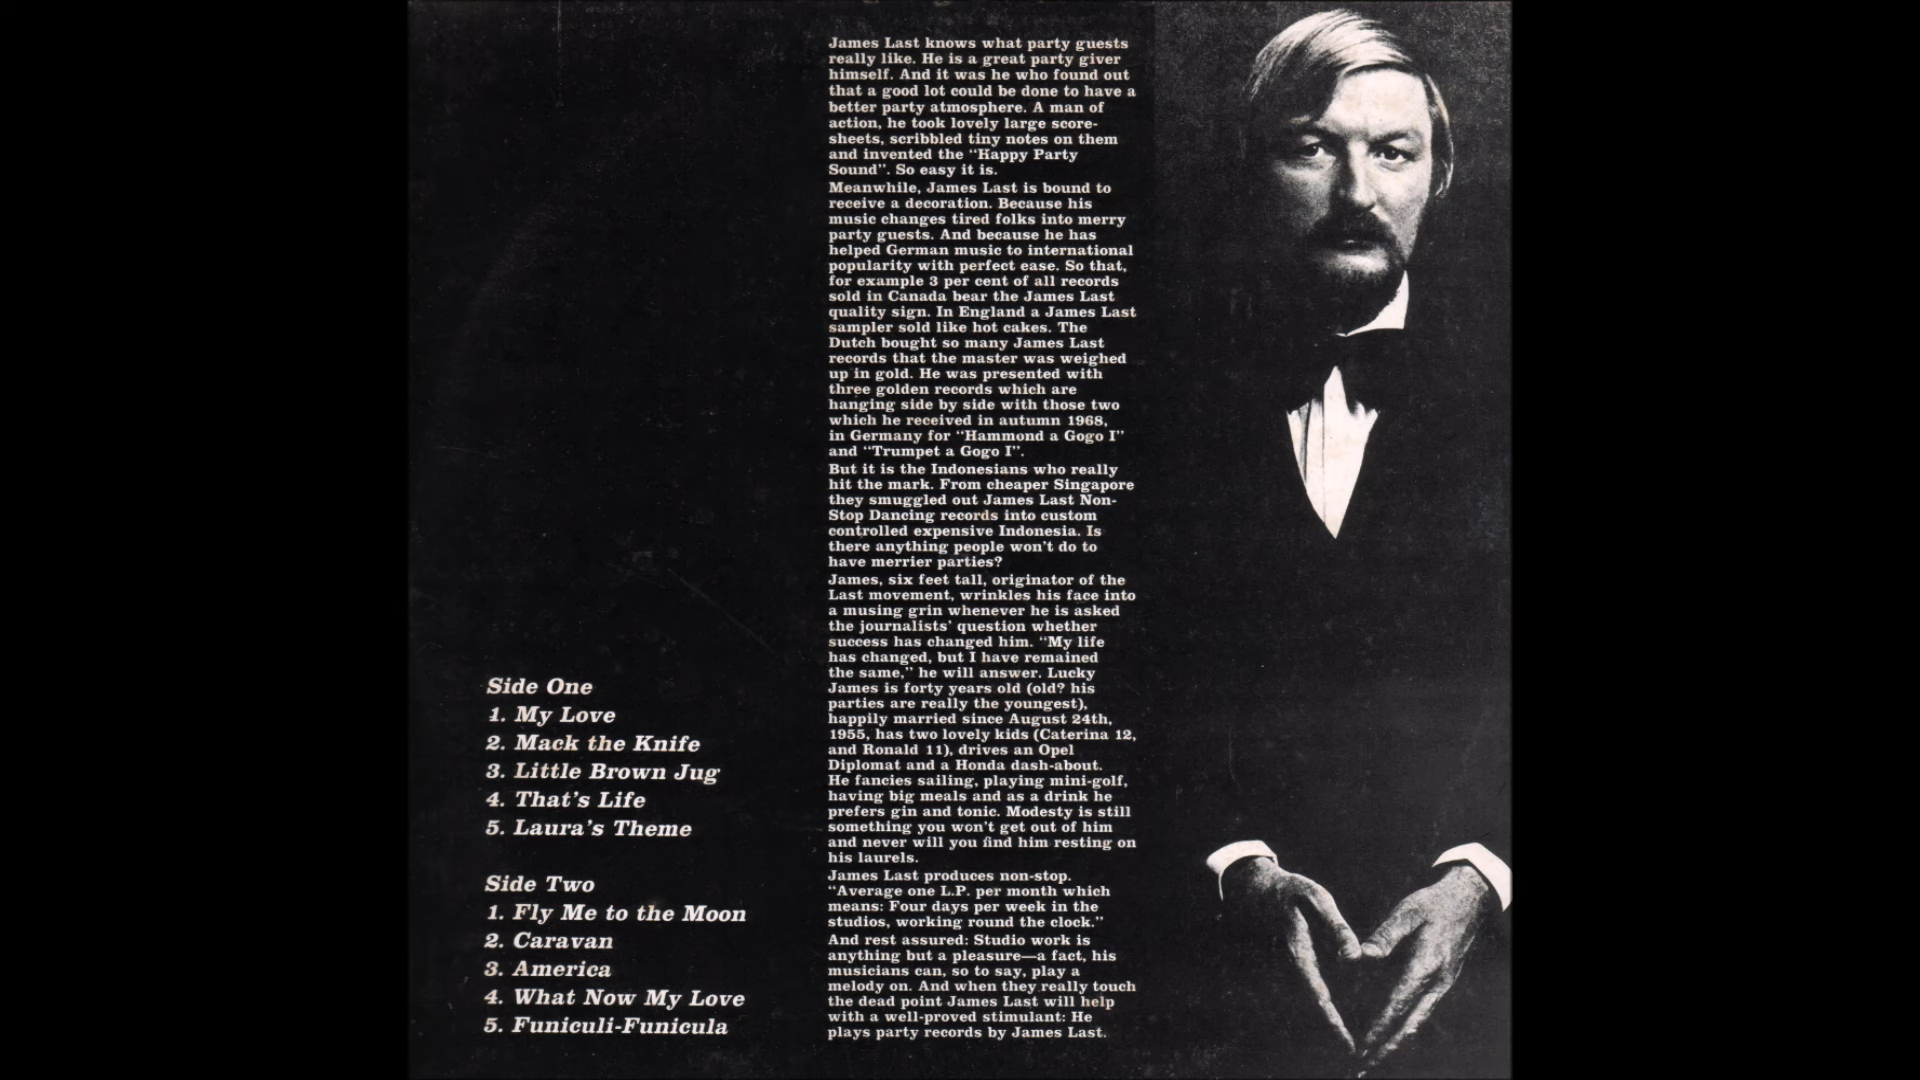 James Last knows what party guests
really like. He is a great party giver
himself. And it was he who found out
that a good lot could be done to have a
better party atmosphere. A man of
action, he took lovely large score-
sheets, scribbled tiny notes on them
and invented the "Happy Party
Sound". So easy it is.
Meanwhile, James Last is bound to
receive a decoration. Because his
music changes tired folks into merry
party guests. And because he has
helped German music to international
popularity with perfect ease. So that,
for example 3 per cent of all records
sold in Canada bear the James Last
quality sign. In England a James Last
sampler sold like hot cakes. The
Dutch bought so many James Last
records that the master was weighed
up in gold. He was presented with
three golden records which are
hanging side by side with those two
which he received in autumn 1968,
in Germany for "Hammond a Gogo I"
and "Trumpet a Gogo I".
But it is the Indonesians who really
hit the mark. From cheaper Singapore
they smuggled out James Last Non-
Stop Dancing records into custom
controlled expensive Indonesia. Is
there anything people won't do to
have merrier parties?
James, six feet tall, originator of the
Last movement, wrinkles his face into
a musing grin whenever he is asked
the journalists' question whether
success has changed him. "My life
has changed, but I have remained
the same," he will answer. Lucky
James is forty years old (old? his
parties are really the youngest),
happily married since August 24th,
1955, has two lovely kids (Caterina 12,
and Ronald 11), drives an Opel
Diplomat and a Honda dash-about.
He fancies sailing, playing mini-golf,
having big meals and as a drink he
prefers gin and tonic. Modesty is still
something you won't get out of him
and never will you find him resting on
his laurels.
James Last produces non-stop.
"Average one L.P. per month which
means: Four days per week in the
studios, working round the clock."
And rest assured: Studio work is
anything but a pleasure—a fact, his
musicians can, so to say, play a
melody on. And when they really touch
the dead point James Last will help
with a well-proved stimulant: He
plays party records by James Last.
Side One
1. My Love
2. Mack the Knife
3. Little Brown Jug
4. That's Life
5. Laura's Theme
Side Two
1. Fly Me to the Moon
2. Caravan
3. America
4. What Now My Love
5. Funiculi-Funicula